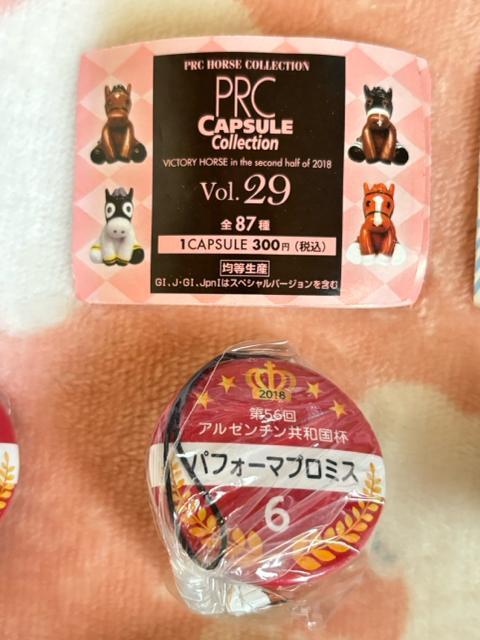 PRC HORSE COLLECTION
PRC
CAPSULE
Collection
VICTORY HORSE in the second half of 2018
Vol. 29
全87種
1CAPSULE 300円(税込)
均等生産
GI、J・GI、JpnIはスペシャルバージョンを含む
2018
第56回
アルゼンチン共和国杯
パフォーマプロミス
6